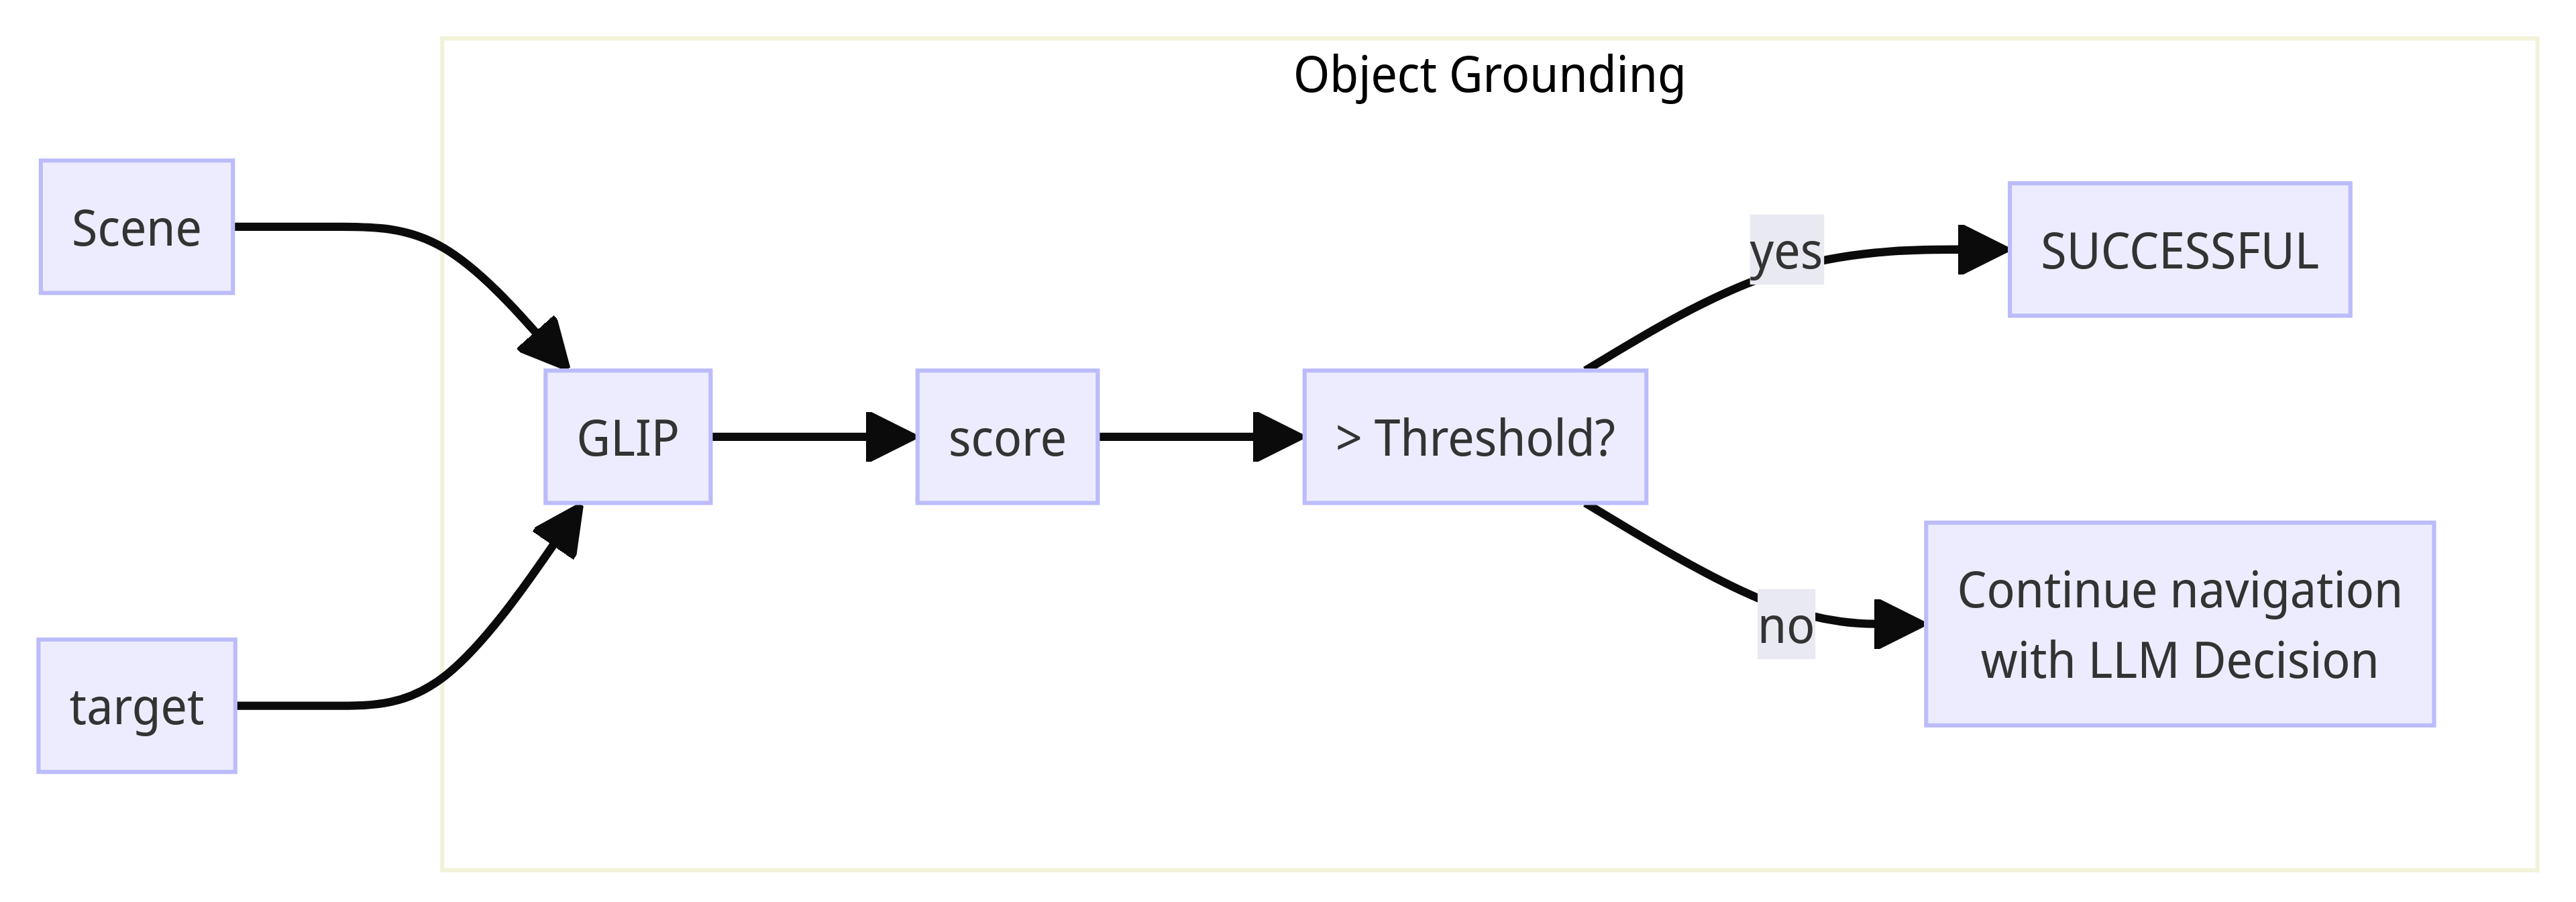 Object Grounding
Scene
target
GLIP
score
> Threshold?
yes
no
SUCCESSFUL
Continue navigation
with LLM Decision